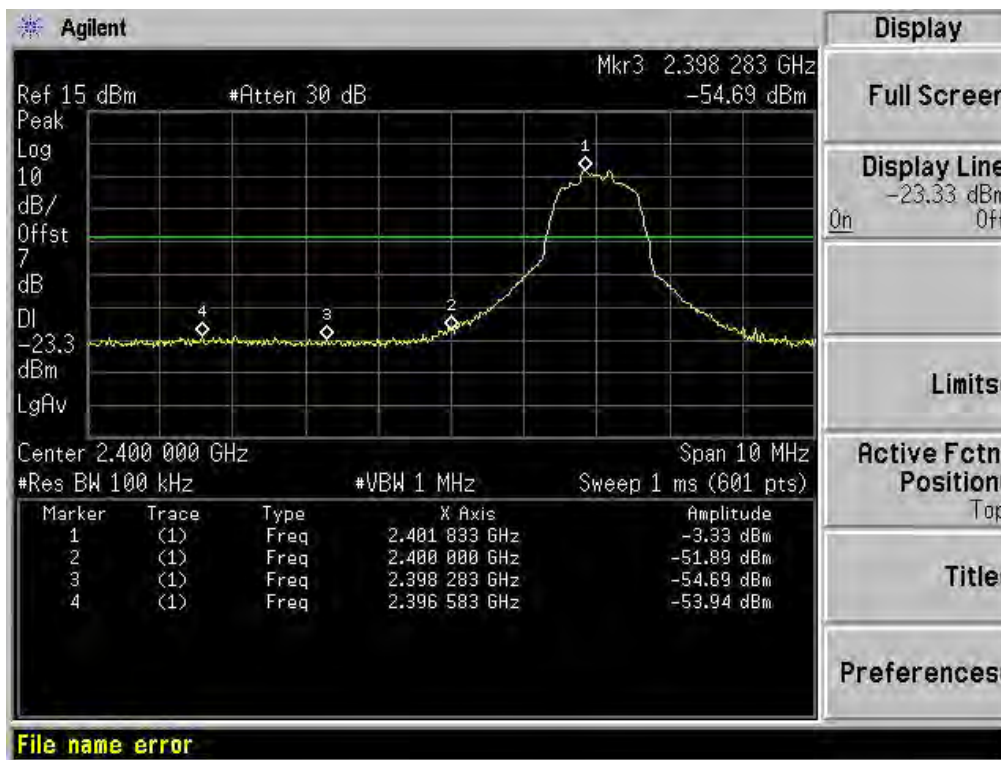 Agilent
Mkr3 2.398 283 GHz
Ref 15 dBm #Atten 30 dB -54.69 dBm
Peak
Log
10
dB/
Offst
7
dB
DI
-23.3
dBm
LgAv
1
2
3
4
Center 2.400 000 GHz Span 10 MHz
#Res BW 100 kHz #VBW 1 MHz Sweep 1 ms (601 pts)
Marker Trace Type X Axis Amplitude
1 (1) Freq 2.401 833 GHz -3.33 dBm
2 (1) Freq 2.400 000 GHz -51.89 dBm
3 (1) Freq 2.398 283 GHz -54.69 dBm
4 (1) Freq 2.396 583 GHz -53.94 dBm
File name error
Display
Full Screen
Display Line
-23.33 dBm
On Off
Limits
Active Fctn
Position
Top
Title
Preferences